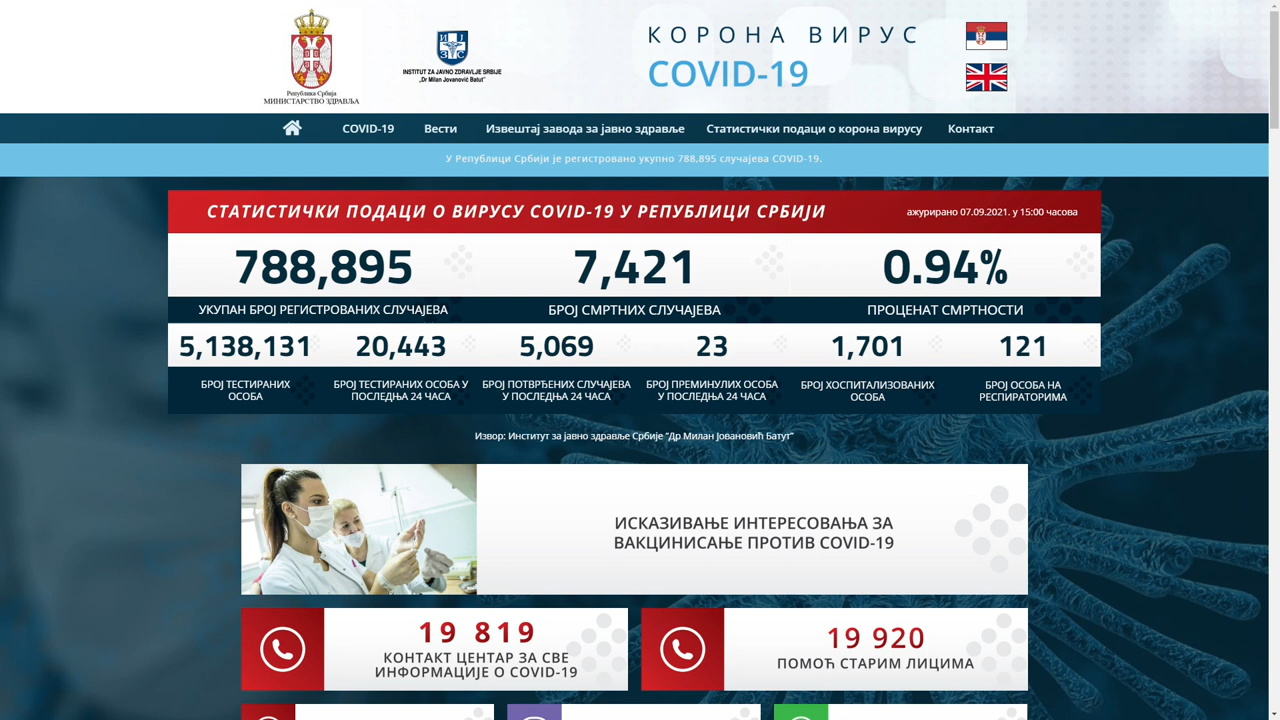 КОРОНА ВИРУС
COVID-19
Република Србија
МИНИСТАРСТВО ЗДРАВЉА
INSTITUT ZA JAVNO ZDRAVLJE SRBIJE
„Dr Milan Jovanović Batut"
COVID-19 Вести Извештај завода за јавно здравље Статистички подаци о корона вирусу Контакт
У Републици Србији је регистровано укупно 788,895 случајева COVID-19.
СТАТИСТИЧКИ ПОДАЦИ О ВИРУСУ COVID-19 У РЕПУБЛИЦИ СРБИЈИ
ажурирано 07.09.2021. у 15:00 часова
788,895 7,421 0.94%
УКУПАН БРОЈ РЕГИСТРОВАНИХ СЛУЧАЈЕВА БРОЈ СМРТНИХ СЛУЧАЈЕВА ПРОЦЕНАТ СМРТНОСТИ
5,138,131 20,443 5,069 23 1,701 121
БРОЈ ТЕСТИРАНИХ
ОСОБА
БРОЈ ТЕСТИРАНИХ ОСОБА У
ПОСЛЕДЊА 24 ЧАСА
БРОЈ ПОТВРЂЕНИХ СЛУЧАЈЕВА
У ПОСЛЕДЊА 24 ЧАСА
БРОЈ ПРЕМИНУЛИХ ОСОБА
У ПОСЛЕДЊА 24 ЧАСА
БРОЈ ХОСПИТАЛИЗОВАНИХ
ОСОБА
БРОЈ ОСОБА НА
РЕСПИРАТОРИМА
Извор: Институт за јавно здравље Србије "Др Милан Јовановић Батут"
ИСКАЗИВАЊЕ ИНТЕРЕСОВАЊА ЗА
ВАКЦИНИСАЊЕ ПРОТИВ COVID-19
19 819
КОНТАКТ ЦЕНТАР ЗА СВЕ
ИНФОРМАЦИЈЕ О COVID-19
19 920
ПОМОЋ СТАРИМ ЛИЦИМА